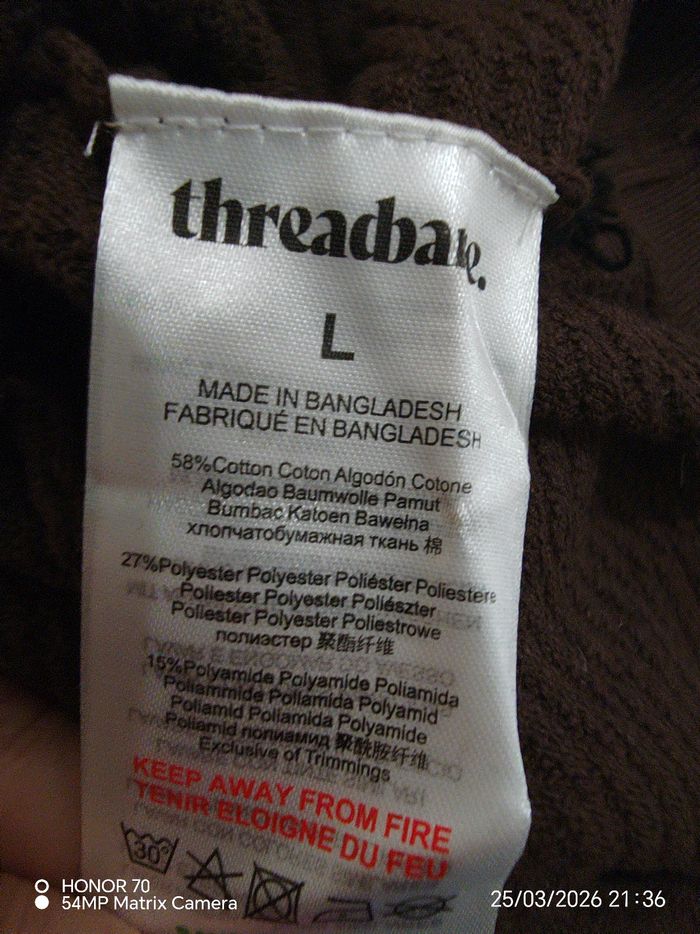 threadbare.
L
MADE IN BANGLADESH
FABRIQUÉ EN BANGLADESH
58%Cotton Coton Algodón Cotone
Algodao Baumwolle Pamut
Bumbac Katoen Bawełna
хлопчатобумажная ткань 棉
27%Polyester Polyester Poliéster Poliestere
Poliester Polyester Poliészter
Poliester Polyester Poliestrowe
полиэстер 聚酯纤维
15%Polyamide Polyamide Poliamida
Poliammide Poliamida Polyamid
Poliamid Poliamida Polyamide
Poliamid полиамид 聚酰胺纤维
Exclusive of Trimmings
KEEP AWAY FROM FIRE
TENIR ELOIGNE DU FEU
30°
HONOR 70
54MP Matrix Camera
25/03/2026 21:36